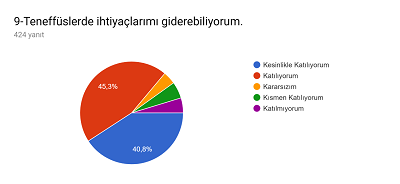 9-Teneffüslerde ihtiyaçlarımı giderebiliyorum.
424 yanıt
Kesinlikle Katılıyorum
Katılıyorum
Kararsızım
Kısmen Katılıyorum
Katılmıyorum
45,3%
40,8%